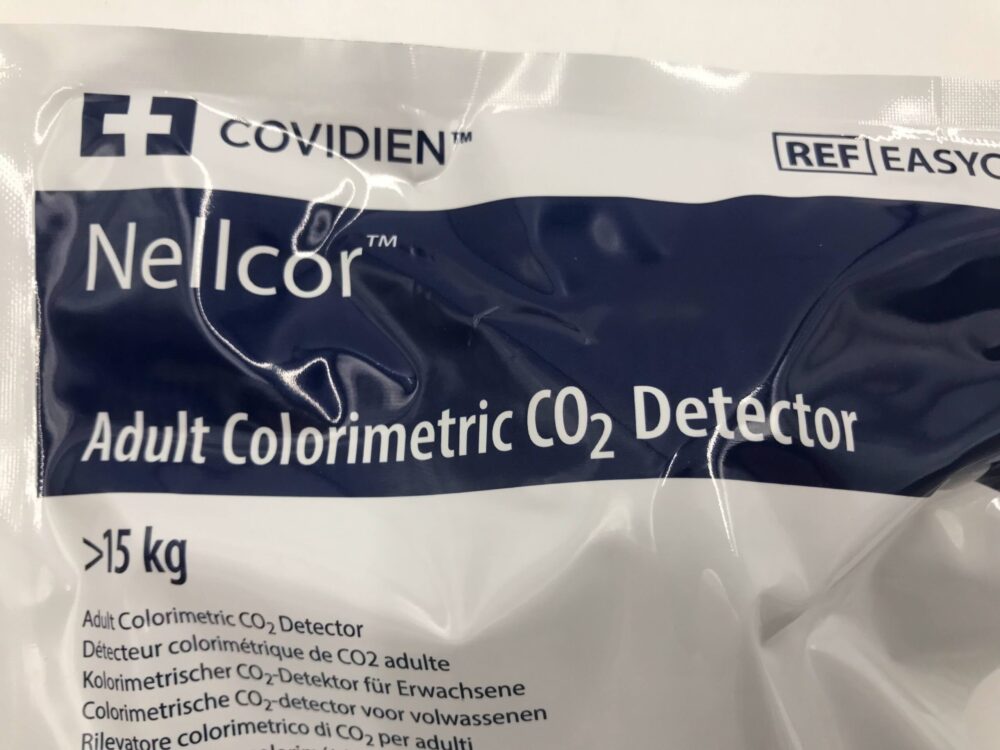 COVIDIEN™
REF EASYC
Nellcor™
Adult Colorimetric CO₂ Detector
>15 kg
Adult Colorimetric CO₂ Detector
Détecteur colorimétrique de CO2 adulte
Kolorimetrischer CO₂-Detektor für Erwachsene
Colorimetrische CO₂-detector voor volwassenen
Rilevatore colorimetrico di CO₂ per adulti